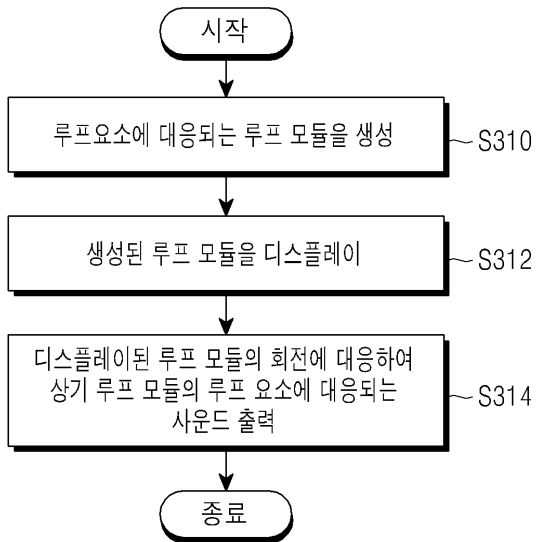 시작
루프요소에 대응되는 루프 모듈을 생성
S310
생성된 루프 모듈을 디스플레이
S312
디스플레이된 루프 모듈의 회전에 대응하여
상기 루프 모듈의 루프 요소에 대응되는
사운드 출력
S314
종료